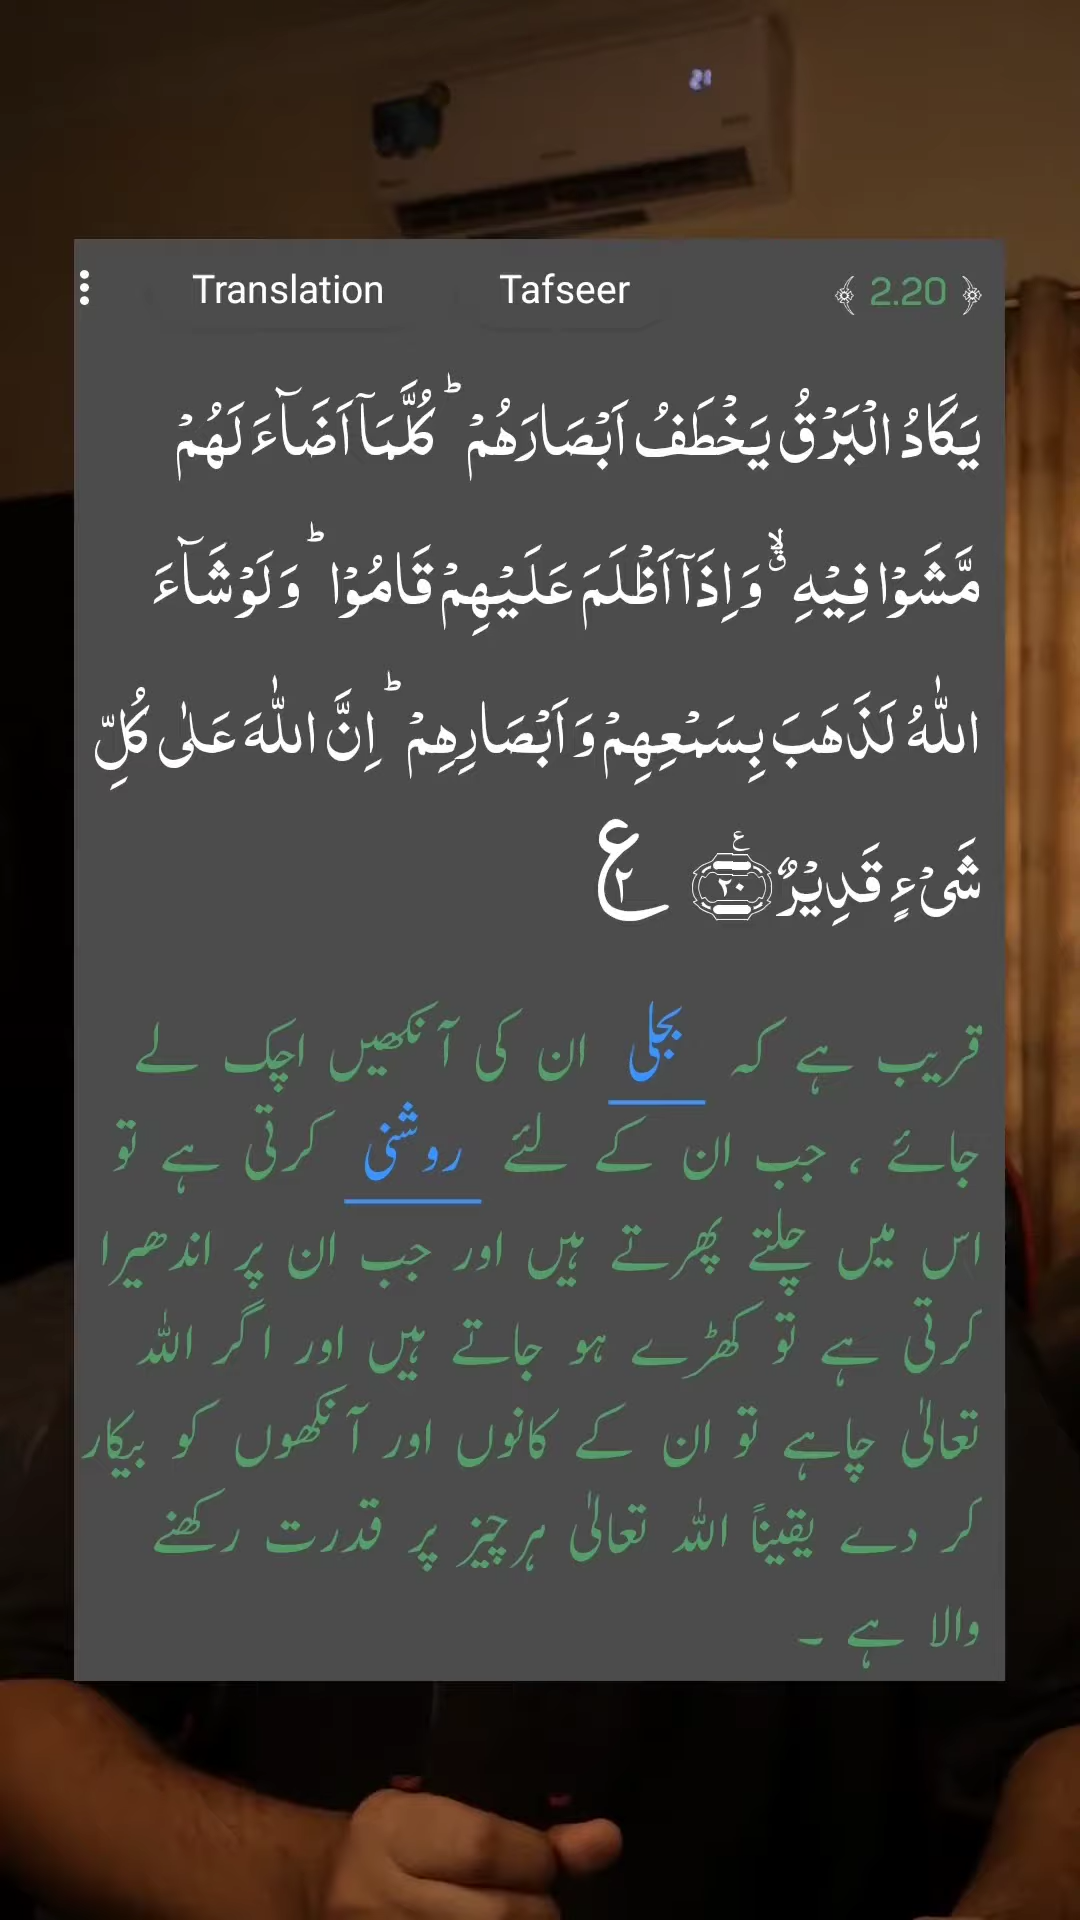 Translation Tafseer 2.20
يَكَادُ الْبَرْقُ يَخْطَفُ اَبْصَارَهُمْ ؕ كُلَّمَاۤ اَضَآءَ لَهُمْ
مَّشَوْا فِيْهِ ۙۗ وَ اِذَاۤ اَظْلَمَ عَلَيْهِمْ قَامُوْا ؕ وَ لَوْ شَآءَ
اللّٰهُ لَذَهَبَ بِسَمْعِهِمْ وَ اَبْصَارِهِمْ ؕ اِنَّ اللّٰهَ عَلٰى كُلِّ
شَىْءٍ قَدِيْرٌ ﴿۲۰﴾ ع ۲
قریب ہے کہ بجلی ان کی آنکھیں اچک لے
جائے ، جب ان کے لئے روشنی کرتی ہے تو
اس میں چلتے پھرتے ہیں اور جب ان پر اندھیرا
کرتی ہے تو کھڑے ہو جاتے ہیں اور اگر اللہ
تعالٰی چاہے تو ان کے کانوں اور آنکھوں کو بیکار
کر دے یقیناً اللہ تعالٰی ہرچیز پر قدرت رکھنے
والا ہے ۔